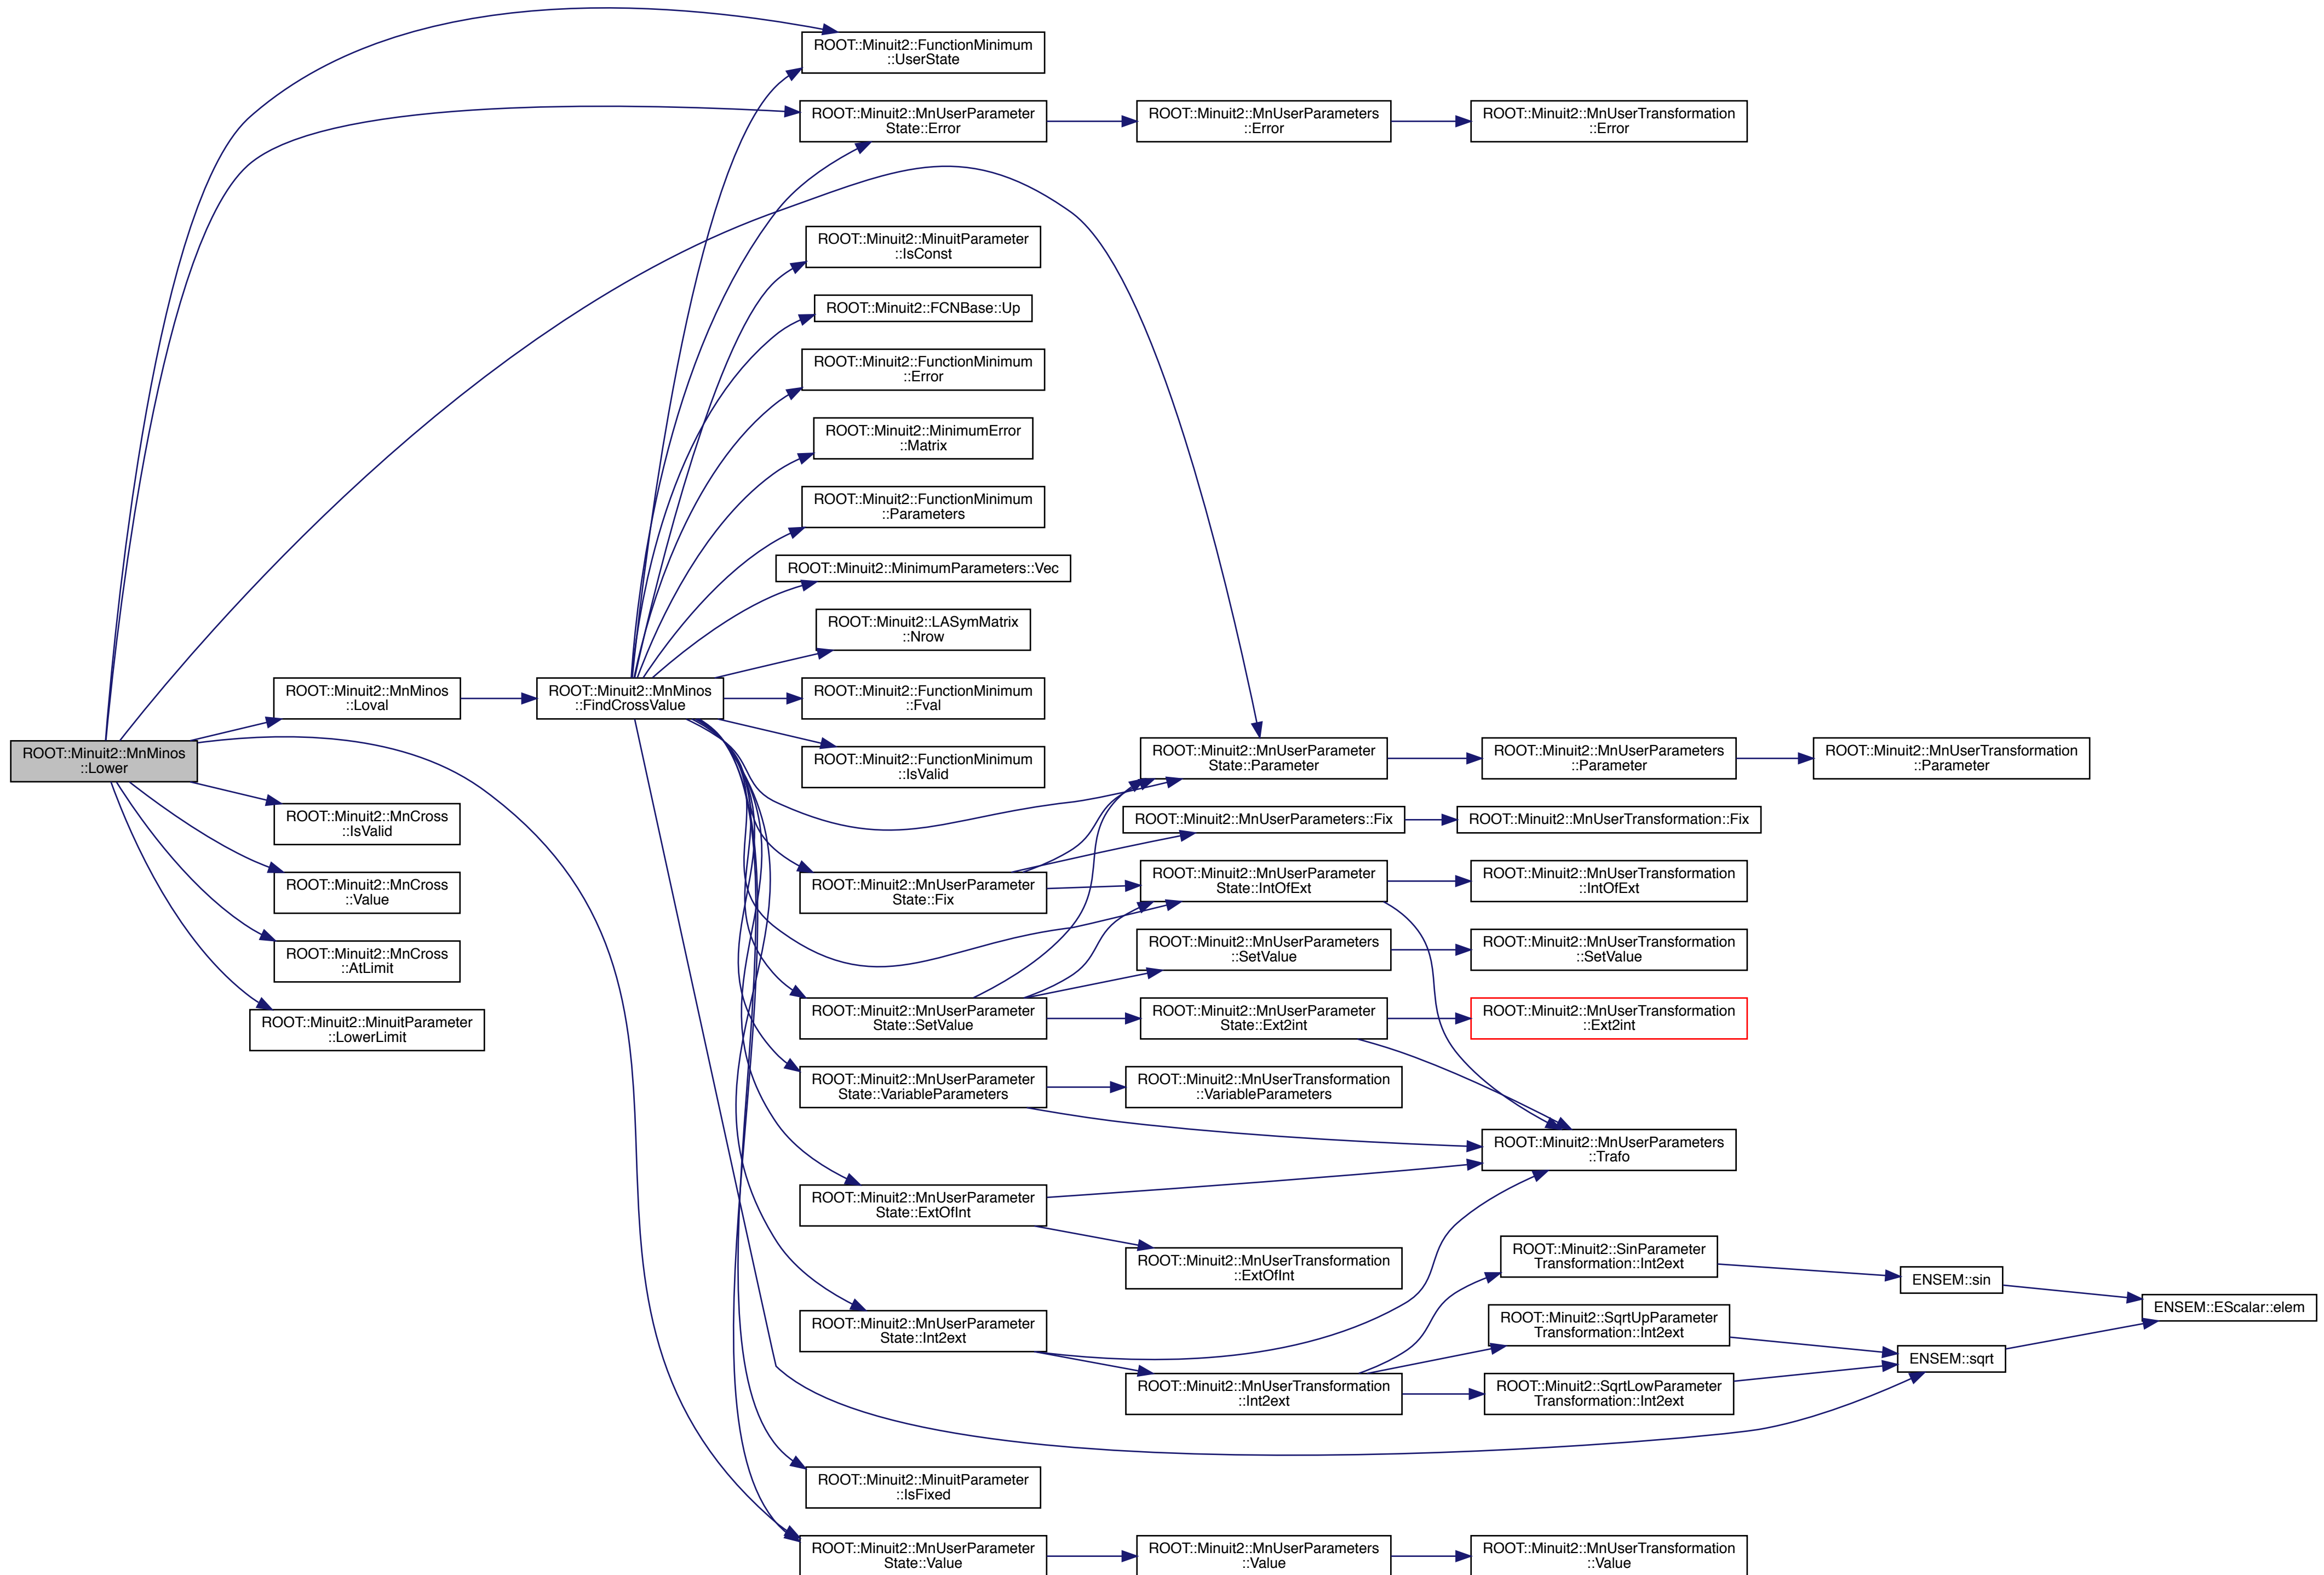 ROOT::Minuit2::MnMinos
::Lower
ROOT::Minuit2::MnMinos
::Loval
ROOT::Minuit2::MnCross
::IsValid
ROOT::Minuit2::MnCross
::Value
ROOT::Minuit2::MnCross
::AtLimit
ROOT::Minuit2::MinuitParameter
::LowerLimit
ROOT::Minuit2::MnMinos
::FindCrossValue
ROOT::Minuit2::FunctionMinimum
::UserState
ROOT::Minuit2::MnUserParameter
State::Error
ROOT::Minuit2::MinuitParameter
::IsConst
ROOT::Minuit2::FCNBase::Up
ROOT::Minuit2::FunctionMinimum
::Error
ROOT::Minuit2::MinimumError
::Matrix
ROOT::Minuit2::FunctionMinimum
::Parameters
ROOT::Minuit2::MinimumParameters::Vec
ROOT::Minuit2::LASymMatrix
::Nrow
ROOT::Minuit2::FunctionMinimum
::Fval
ROOT::Minuit2::FunctionMinimum
::IsValid
ROOT::Minuit2::MnUserParameter
State::Fix
ROOT::Minuit2::MnUserParameter
State::SetValue
ROOT::Minuit2::MnUserParameter
State::VariableParameters
ROOT::Minuit2::MnUserParameter
State::ExtOfInt
ROOT::Minuit2::MnUserParameter
State::Int2ext
ROOT::Minuit2::MinuitParameter
::IsFixed
ROOT::Minuit2::MnUserParameter
State::Value
ROOT::Minuit2::MnUserParameters
::Error
ROOT::Minuit2::MnUserParameter
State::Parameter
ROOT::Minuit2::MnUserParameters::Fix
ROOT::Minuit2::MnUserParameter
State::IntOfExt
ROOT::Minuit2::MnUserParameters
::SetValue
ROOT::Minuit2::MnUserParameter
State::Ext2int
ROOT::Minuit2::MnUserTransformation
::VariableParameters
ROOT::Minuit2::MnUserTransformation
::ExtOfInt
ROOT::Minuit2::MnUserTransformation
::Int2ext
ROOT::Minuit2::MnUserParameters
::Value
ROOT::Minuit2::MnUserTransformation
::Error
ROOT::Minuit2::MnUserParameters
::Parameter
ROOT::Minuit2::MnUserTransformation::Fix
ROOT::Minuit2::MnUserTransformation
::IntOfExt
ROOT::Minuit2::MnUserTransformation
::SetValue
ROOT::Minuit2::MnUserTransformation
::Ext2int
ROOT::Minuit2::MnUserParameters
::Trafo
ROOT::Minuit2::SinParameter
Transformation::Int2ext
ROOT::Minuit2::SqrtUpParameter
Transformation::Int2ext
ROOT::Minuit2::SqrtLowParameter
Transformation::Int2ext
ROOT::Minuit2::MnUserTransformation
::Value
ROOT::Minuit2::MnUserTransformation
::Parameter
ENSEM::sin
ENSEM::sqrt
ENSEM::EScalar::elem